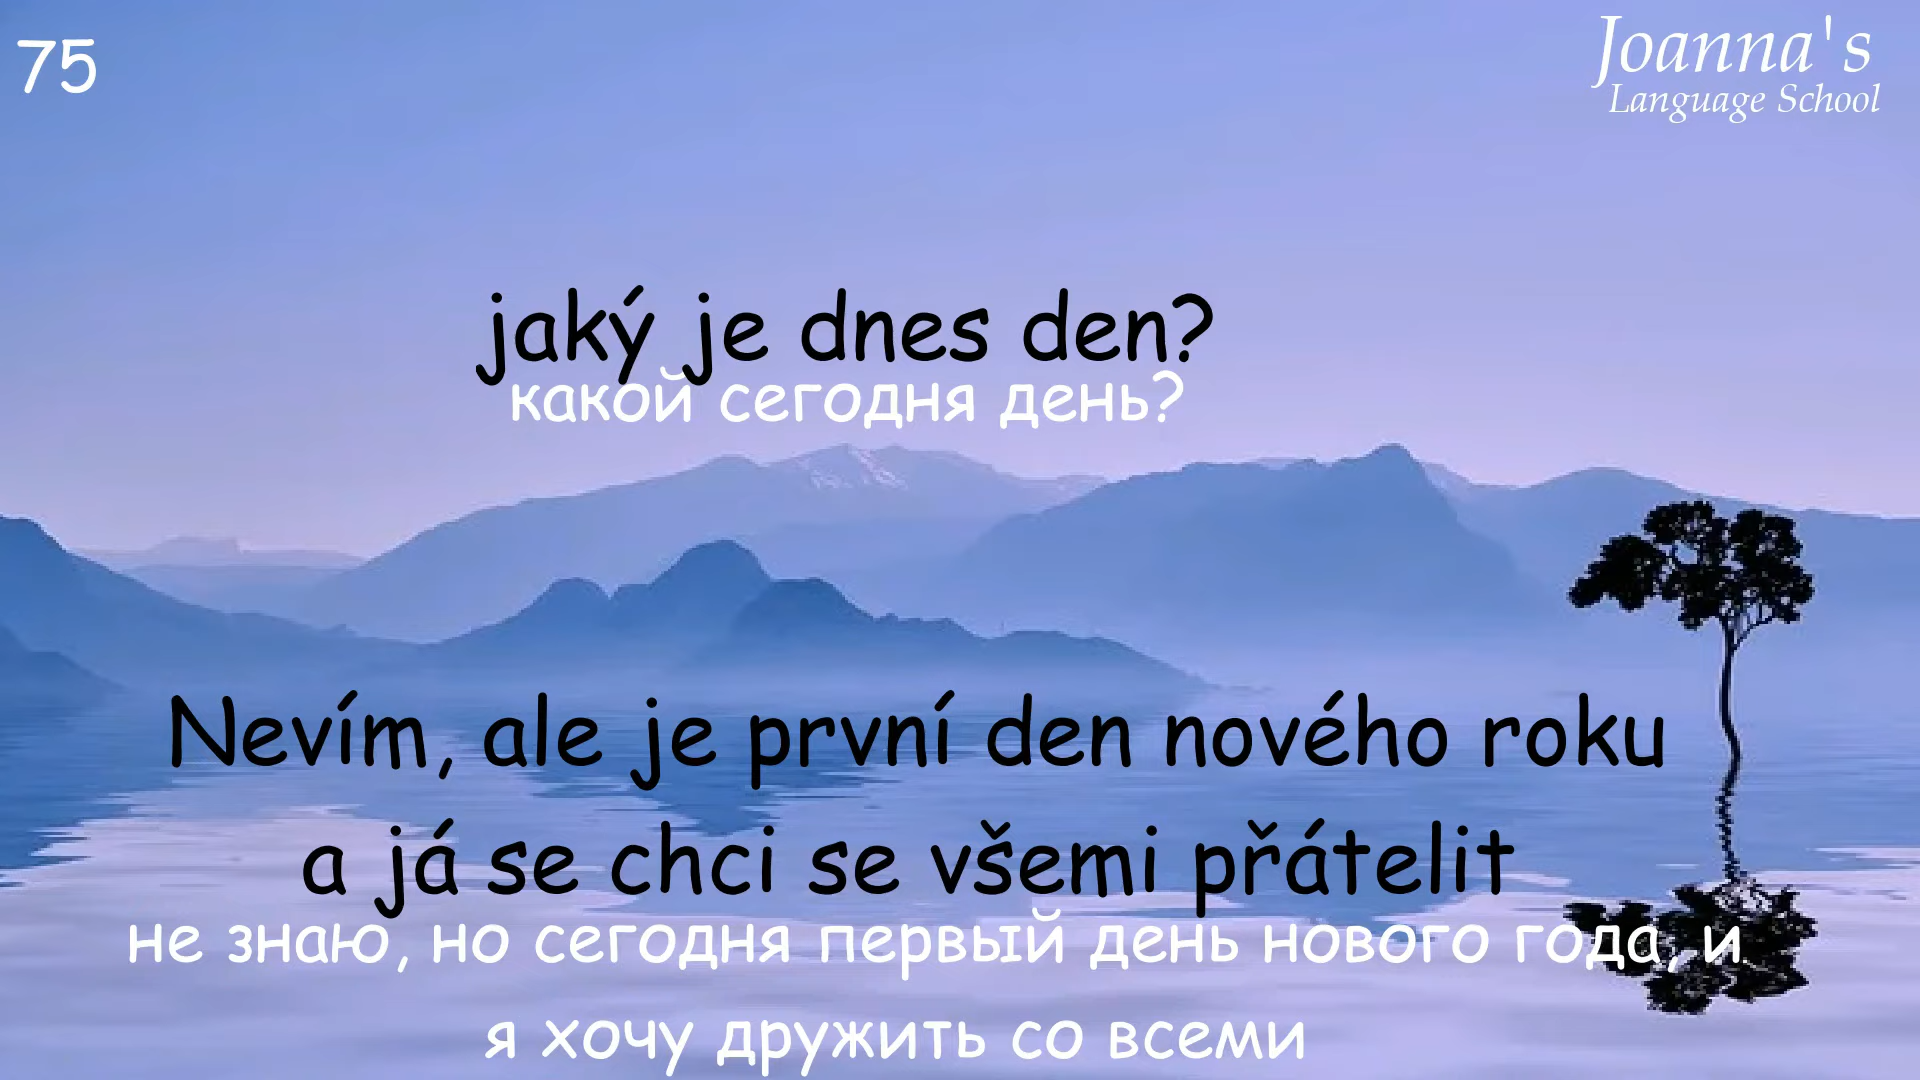 75
Joanna's
Language School
jaký je dnes den?
какой сегодня день?
Nevím, ale je první den nového roku
a já se chci se všemi přátelit
не знаю, но сегодня первый день нового года, и
я хочу дружить со всеми